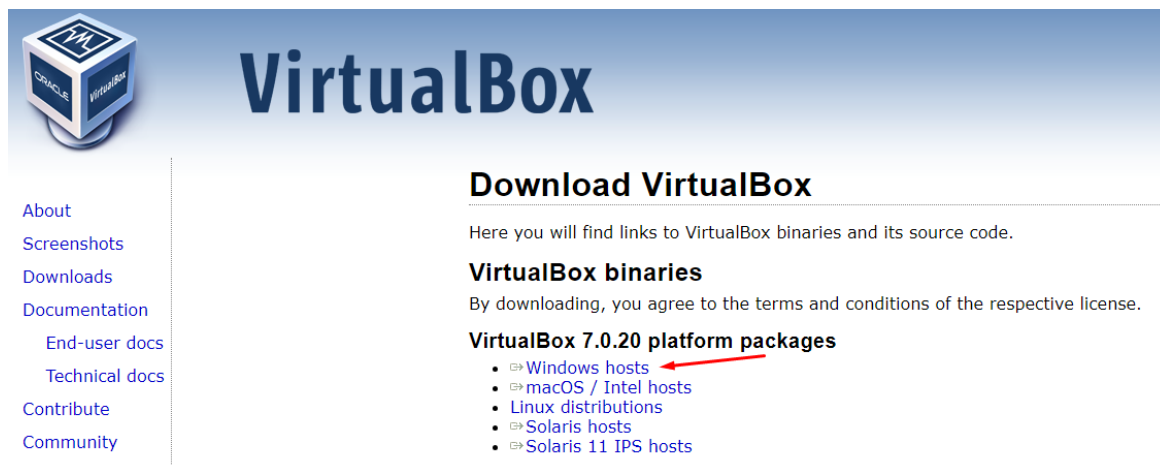 ORACLE
VirtualBox
VirtualBox
About
Screenshots
Downloads
Documentation
End-user docs
Technical docs
Contribute
Community
Download VirtualBox
Here you will find links to VirtualBox binaries and its source code.
VirtualBox binaries
By downloading, you agree to the terms and conditions of the respective license.
VirtualBox 7.0.20 platform packages
Windows hosts
macOS / Intel hosts
Linux distributions
Solaris hosts
Solaris 11 IPS hosts